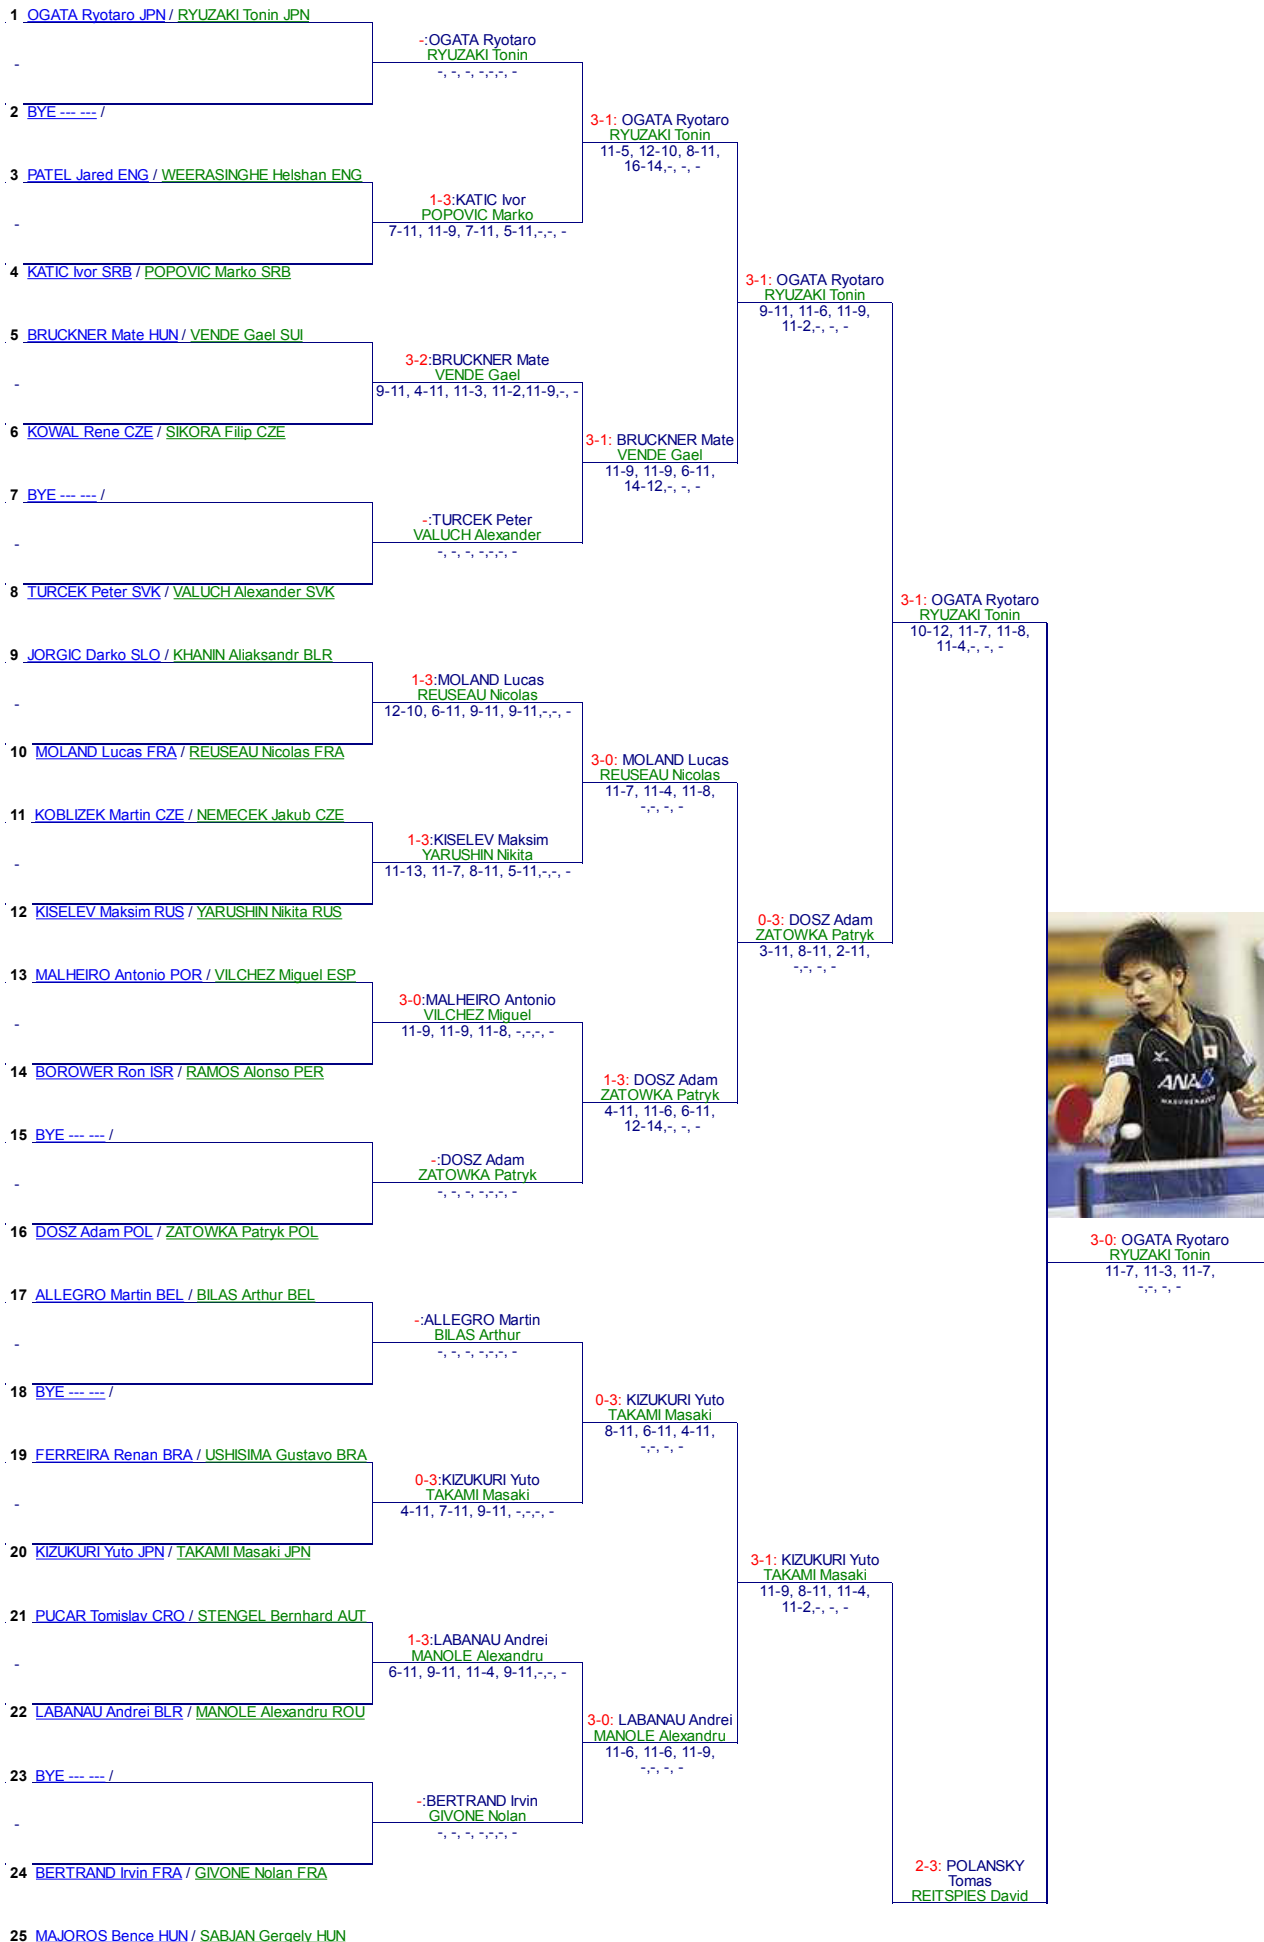 1 OGATA Ryotaro JPN / RYUZAKI Tonin JPN
-
2 BYE --- --- /
3 PATEL Jared ENG / WEERASINGHE Helshan ENG
-
4 KATIC Ivor SRB / POPOVIC Marko SRB
5 BRUCKNER Mate HUN / VENDE Gael SUI
-
6 KOWAL Rene CZE / SIKORA Filip CZE
7 BYE --- --- /
-
8 TURCEK Peter SVK / VALUCH Alexander SVK
9 JORGIC Darko SLO / KHANIN Aliaksandr BLR
-
10 MOLAND Lucas FRA / REUSEAU Nicolas FRA
11 KOBLIZEK Martin CZE / NEMECEK Jakub CZE
-
12 KISELEV Maksim RUS / YARUSHIN Nikita RUS
13 MALHEIRO Antonio POR / VILCHEZ Miguel ESP
-
14 BOROWER Ron ISR / RAMOS Alonso PER
15 BYE --- --- /
-
16 DOSZ Adam POL / ZATOWKA Patryk POL
17 ALLEGRO Martin BEL / BILAS Arthur BEL
-
18 BYE --- --- /
19 FERREIRA Renan BRA / USHISIMA Gustavo BRA
-
20 KIZUKURI Yuto JPN / TAKAMI Masaki JPN
21 PUCAR Tomislav CRO / STENGEL Bernhard AUT
-
22 LABANAU Andrei BLR / MANOLE Alexandru ROU
23 BYE --- --- /
-
24 BERTRAND Irvin FRA / GIVONE Nolan FRA
25 MAJOROS Bence HUN / SABJAN Gergely HUN
-:OGATA Ryotaro
RYUZAKI Tonin
-, -, -, -,-,-, -
1-3:KATIC Ivor
POPOVIC Marko
7-11, 11-9, 7-11, 5-11,-,-, -
3-2:BRUCKNER Mate
VENDE Gael
9-11, 4-11, 11-3, 11-2,11-9,-, -
-:TURCEK Peter
VALUCH Alexander
-, -, -, -,-,-, -
1-3:MOLAND Lucas
REUSEAU Nicolas
12-10, 6-11, 9-11, 9-11,-,-, -
1-3:KISELEV Maksim
YARUSHIN Nikita
11-13, 11-7, 8-11, 5-11,-,-, -
3-0:MALHEIRO Antonio
VILCHEZ Miguel
11-9, 11-9, 11-8, -,-,-, -
-:DOSZ Adam
ZATOWKA Patryk
-, -, -, -,-,-, -
-:ALLEGRO Martin
BILAS Arthur
-, -, -, -,-,-, -
0-3:KIZUKURI Yuto
TAKAMI Masaki
4-11, 7-11, 9-11, -,-,-, -
1-3:LABANAU Andrei
MANOLE Alexandru
6-11, 9-11, 11-4, 9-11,-,-, -
-:BERTRAND Irvin
GIVONE Nolan
-, -, -, -,-,-, -
3-1: OGATA Ryotaro
RYUZAKI Tonin
11-5, 12-10, 8-11,
16-14,-, -, -
3-1: BRUCKNER Mate
VENDE Gael
11-9, 11-9, 6-11,
14-12,-, -, -
3-0: MOLAND Lucas
REUSEAU Nicolas
11-7, 11-4, 11-8,
-,-, -, -
1-3: DOSZ Adam
ZATOWKA Patryk
4-11, 11-6, 6-11,
12-14,-, -, -
0-3: KIZUKURI Yuto
TAKAMI Masaki
8-11, 6-11, 4-11,
-,-, -, -
3-0: LABANAU Andrei
MANOLE Alexandru
11-6, 11-6, 11-9,
-,-, -, -
3-1: OGATA Ryotaro
RYUZAKI Tonin
9-11, 11-6, 11-9,
11-2,-, -, -
0-3: DOSZ Adam
ZATOWKA Patryk
3-11, 8-11, 2-11,
-,-, -, -
3-1: KIZUKURI Yuto
TAKAMI Masaki
11-9, 8-11, 11-4,
11-2,-, -, -
3-1: OGATA Ryotaro
RYUZAKI Tonin
10-12, 11-7, 11-8,
11-4,-, -, -
2-3: POLANSKY
Tomas
REITSPIES David
ANA
3-0: OGATA Ryotaro
RYUZAKI Tonin
11-7, 11-3, 11-7,
-,-, -, -